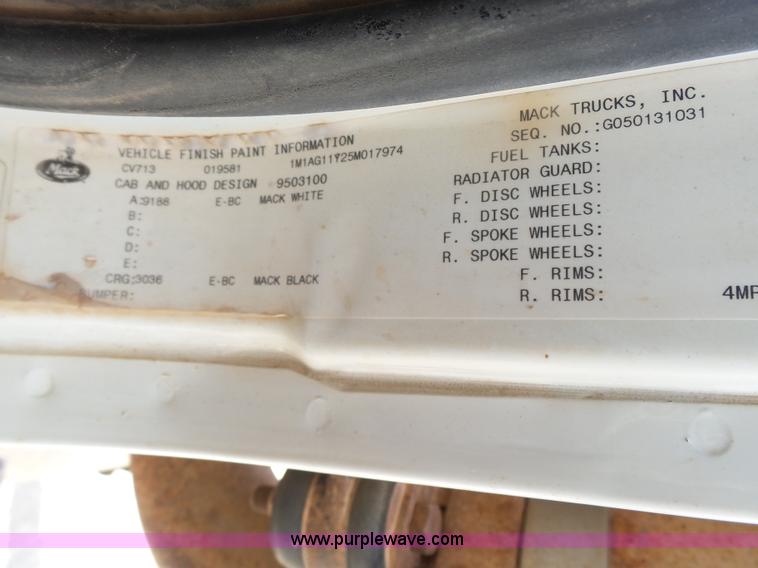 Mack
VEHICLE FINISH PAINT INFORMATION
CV713 019581 1M1AG11Y25M017974
CAB AND HOOD DESIGN 9503100
A:9188 E-BC MACK WHITE
B:
C:
D:
E:
CRG:3036 E-BC MACK BLACK
BUMPER:
MACK TRUCKS, INC.
SEQ. NO.:G050131031
FUEL TANKS:
RADIATOR GUARD:
F. DISC WHEELS:
R. DISC WHEELS:
F. SPOKE WHEELS:
R. SPOKE WHEELS:
F. RIMS:
R. RIMS:
4MP
www.purplewave.com